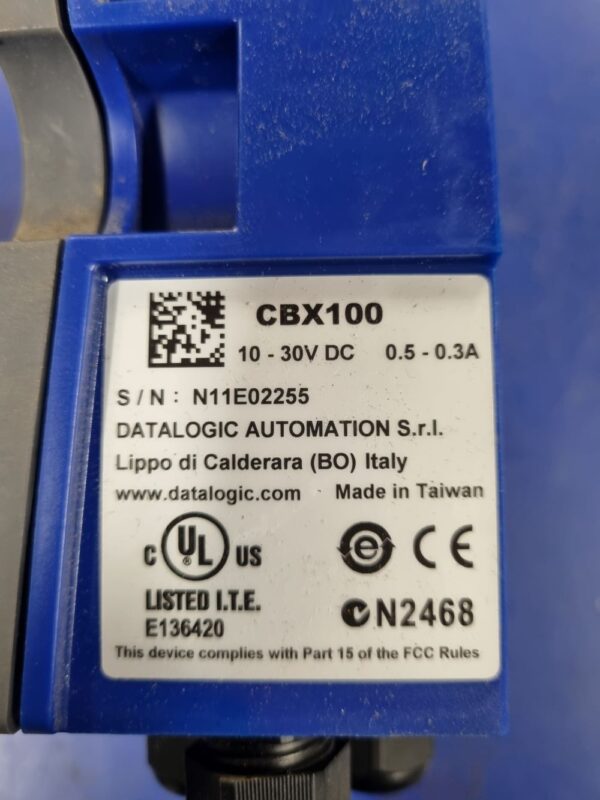 CBX100
10 - 30V DC 0.5 - 0.3A
S / N : N11E02255
DATALOGIC AUTOMATION S.r.l.
Lippo di Calderara (BO) Italy
www.datalogic.com Made in Taiwan
C UL ® US
LISTED I.T.E.
E136420
e CE
N2468
This device complies with Part 15 of the FCC Rules